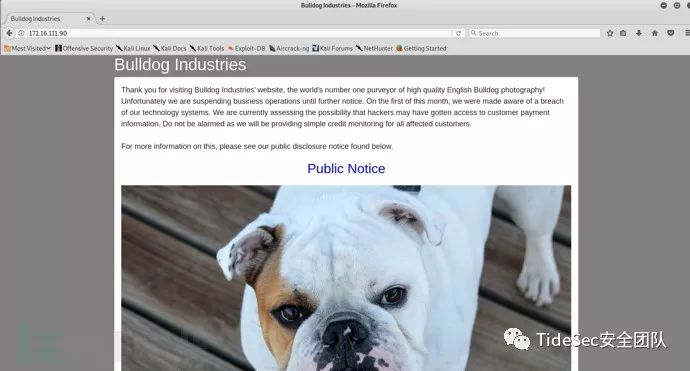 Bulldog Industries - Mozilla Firefox
Bulldog Industries
172.16.111.90
Search
Most Visited Offensive Security Kali Linux Kali Docs Kali Tools Exploit-DB Aircrack-ng Kali Forums NetHunter Getting Started
Bulldog Industries
Thank you for visiting Bulldog Industries' website, the world's number one purveyor of high quality English Bulldog photography!
Unfortunately we are suspending business operations until further notice. On the first of this month, we were made aware of a breach
of our technology systems. We are currently assessing the possibility that hackers may have gotten access to customer payment
information. Do not be alarmed as we will be providing simple credit monitoring for all affected customers.
For more information on this, please see our public disclosure notice found below.
Public Notice
TideSec安全团队